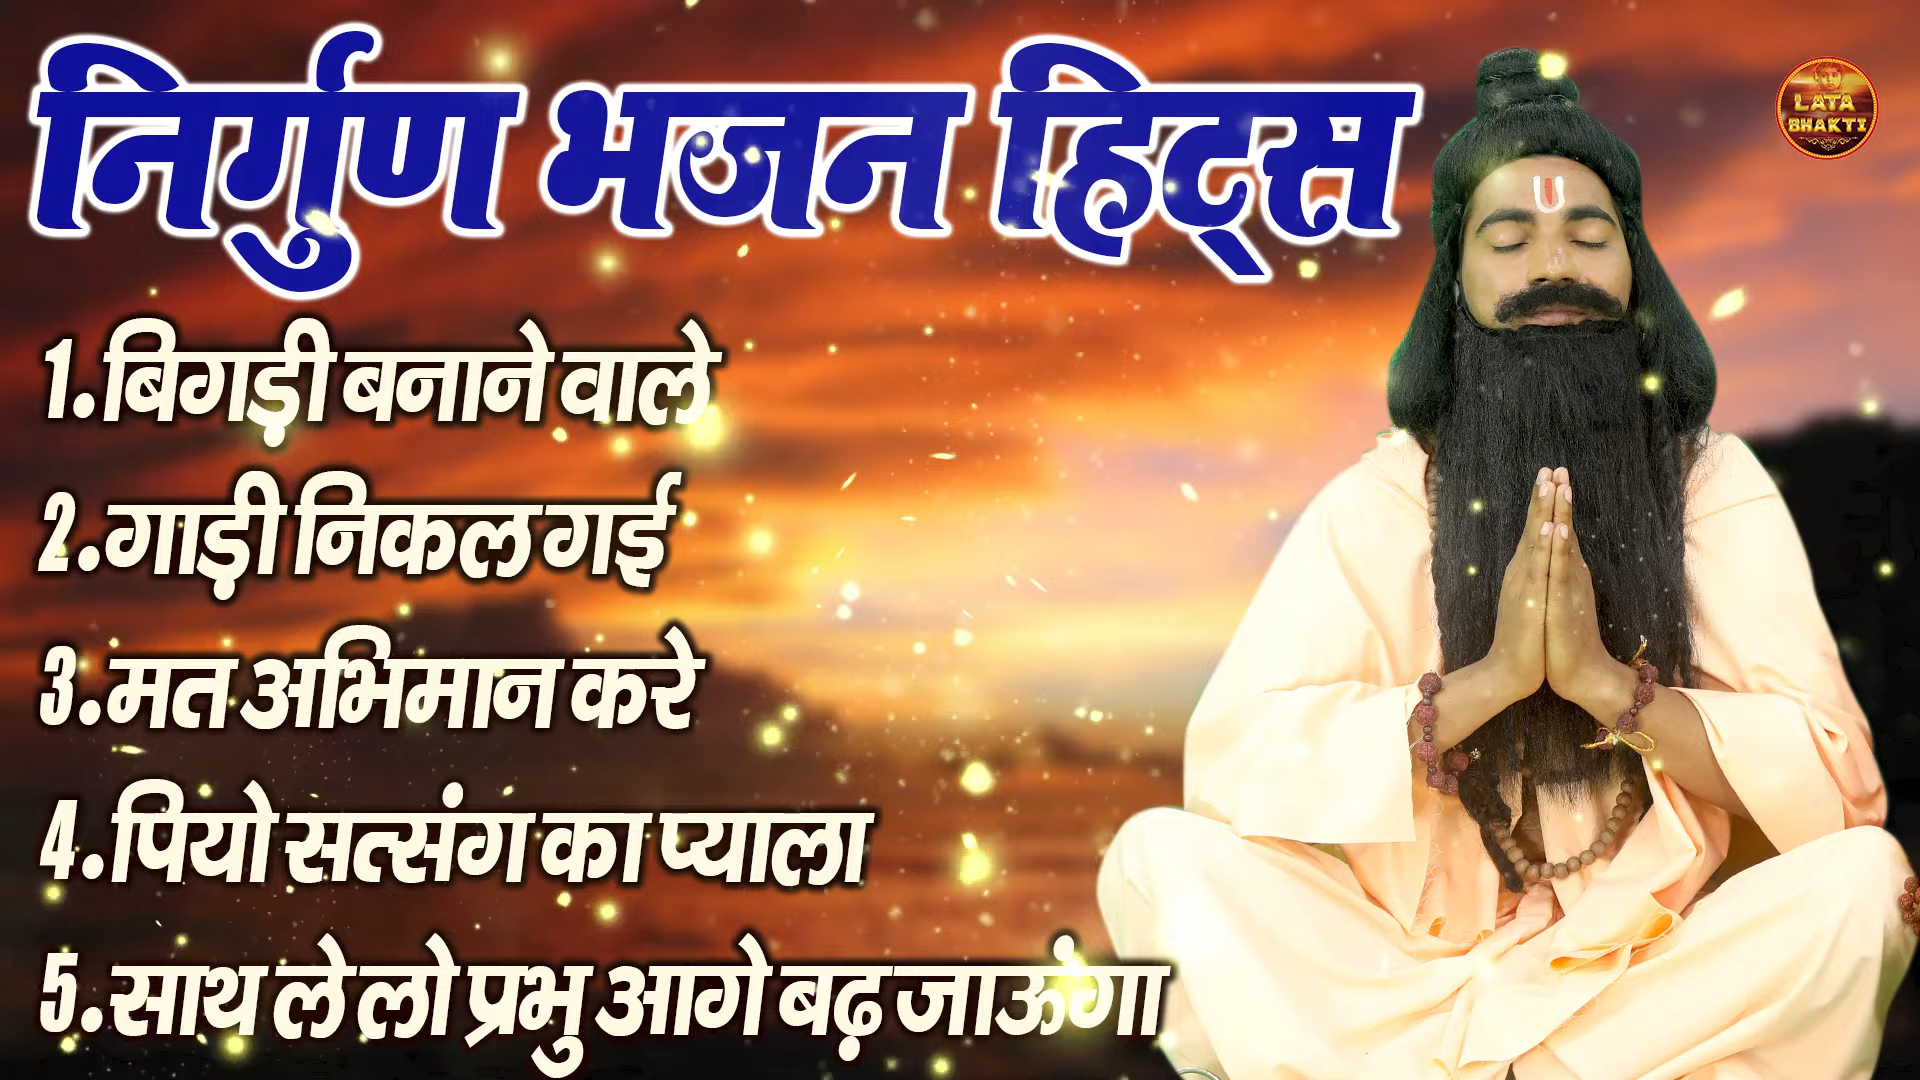 निर्गुण भजन हिट्स
LATA
BHAKTI
1.बिगड़ी बनाने वाले
2.गाड़ी निकल गई
3.मत अभिमान करे
4.पियो सत्संग का प्याला
5.साथ ले लो प्रभु आगे बढ़ जाऊंगा